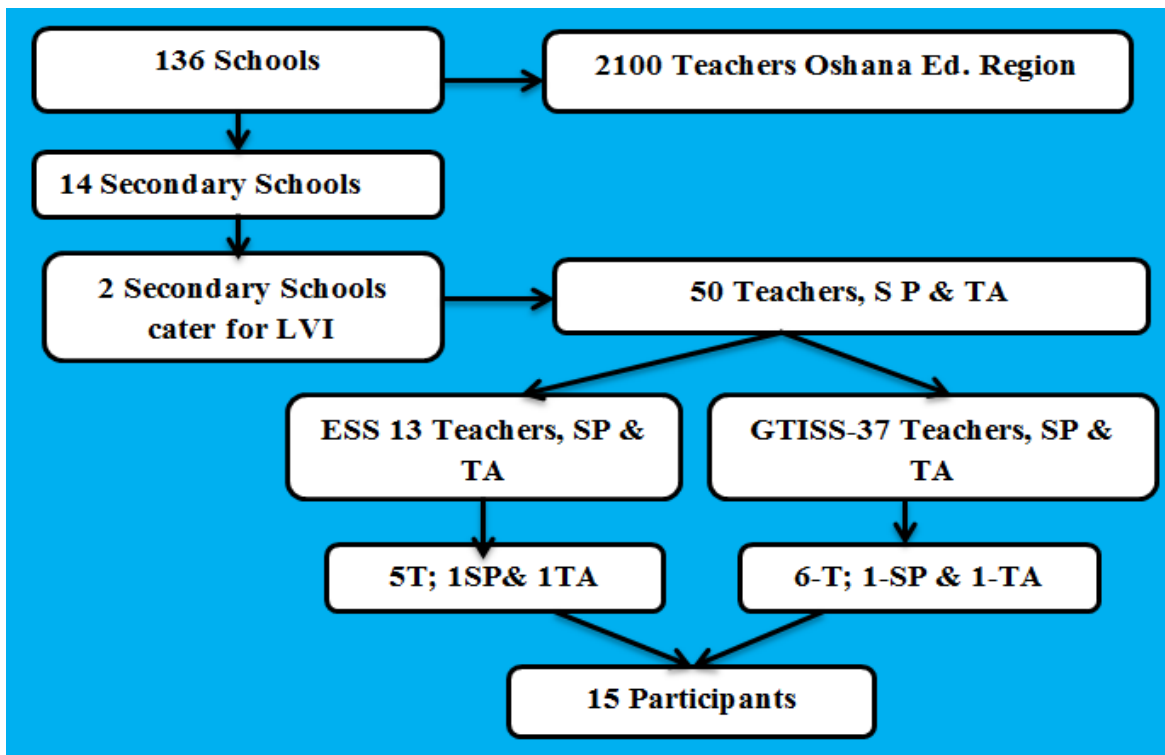 136 Schools
2100 Teachers Oshana Ed. Region
14 Secondary Schools
2 Secondary Schools
cater for LVI
50 Teachers, S P & TA
ESS 13 Teachers, SP &
TA
GTISS-37 Teachers, SP &
TA
5T; 1SP& 1TA
6-T; 1-SP & 1-TA
15 Participants